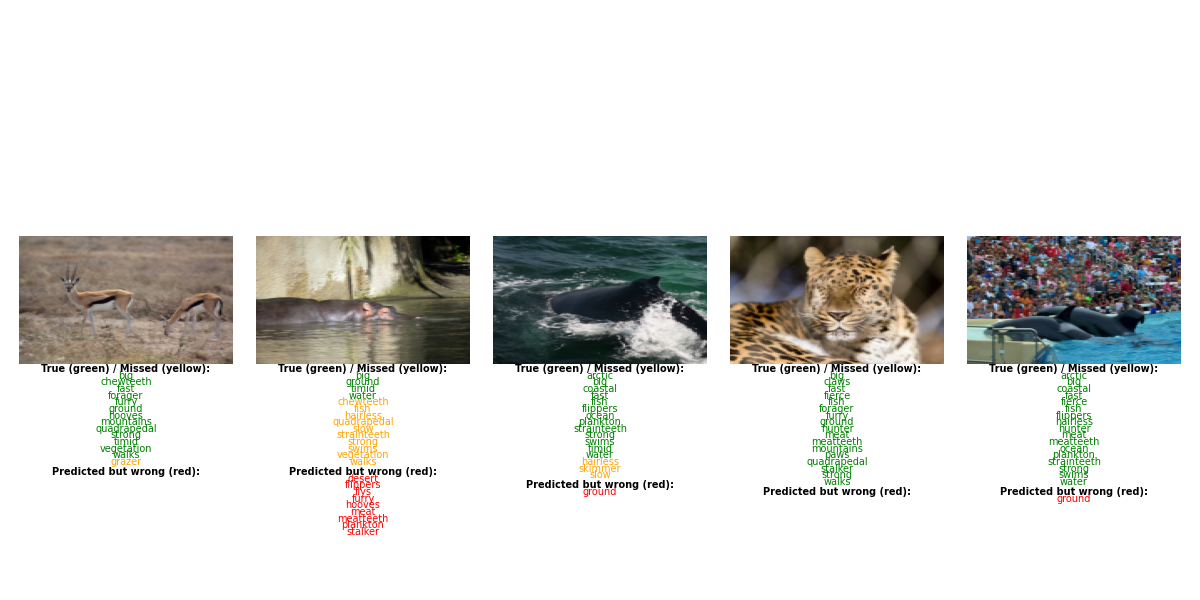 True (green) / Missed (yellow):
big
chewteeth
fast
forager
furry
ground
hooves
mountains
quadrapedal
strong
timid
vegetation
walks
grazer
Predicted but wrong (red):
True (green) / Missed (yellow):
big
ground
timid
water
chewteeth
fish
hairless
quadrapedal
slow
strainteeth
strong
swims
vegetation
walks
Predicted but wrong (red):
desert
flippers
flys
furry
hooves
meat
meatteeth
plankton
stalker
True (green) / Missed (yellow):
arctic
big
coastal
fast
fish
flippers
ocean
plankton
strainteeth
strong
swims
timid
water
hairless
skimmer
slow
Predicted but wrong (red):
ground
True (green) / Missed (yellow):
big
claws
fast
fierce
fish
forager
furry
ground
hunter
meat
meatteeth
mountains
paws
quadrapedal
stalker
strong
walks
Predicted but wrong (red):
True (green) / Missed (yellow):
arctic
big
coastal
fast
fierce
fish
flippers
hairless
hunter
meat
meatteeth
ocean
plankton
strainteeth
strong
swims
water
Predicted but wrong (red):
ground